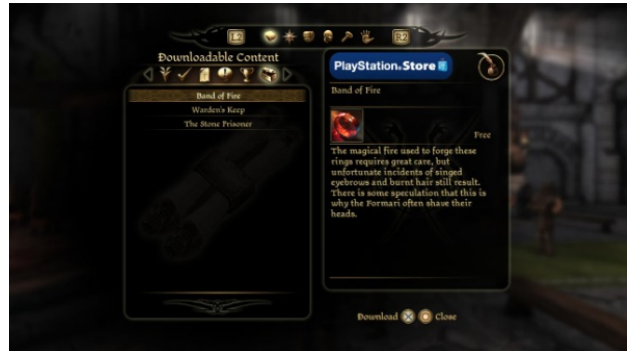 L2
R2
Downloadable Content
Band of Fire
Warden's Keep
The Stone Prisoner
PlayStation Store
Band of Fire
Free
The magical fire used to forge these
rings requires great care, but
unfortunate incidents of singed
eyebrows and burnt hair still result.
There is some speculation that this is
why the Formari often shave their
heads.
Download Close